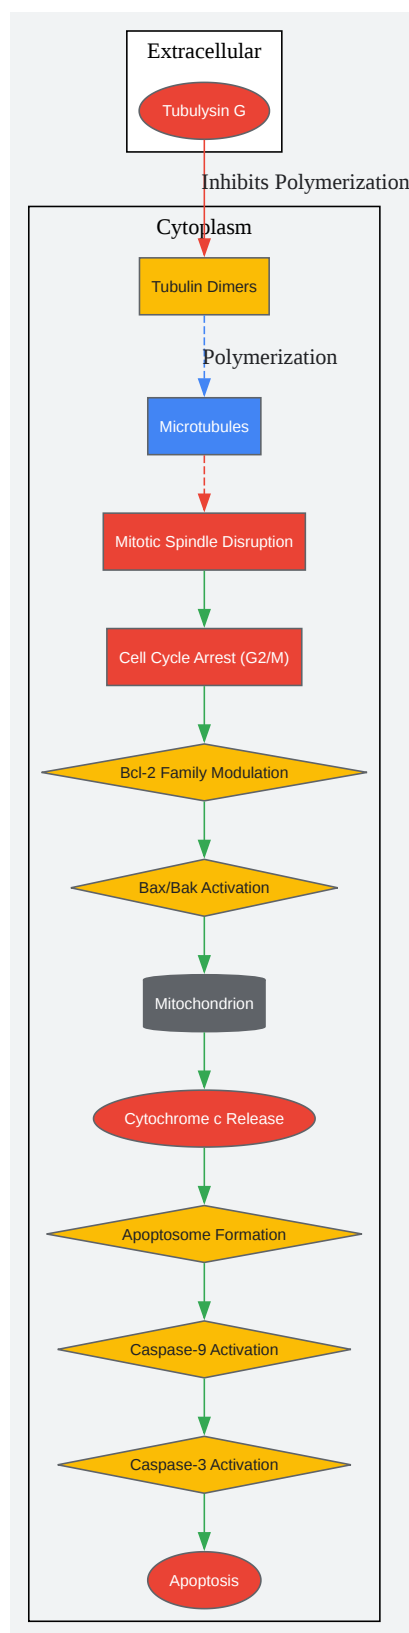 Extracellular
Tubulysin G
Inhibits Polymerization
Cytoplasm
Tubulin Dimers
Polymerization
Microtubules
Mitotic Spindle Disruption
Cell Cycle Arrest (G2/M)
Bcl-2 Family Modulation
Bax/Bak Activation
Mitochondrion
Cytochrome c Release
Apoptosome Formation
Caspase-9 Activation
Caspase-3 Activation
Apoptosis